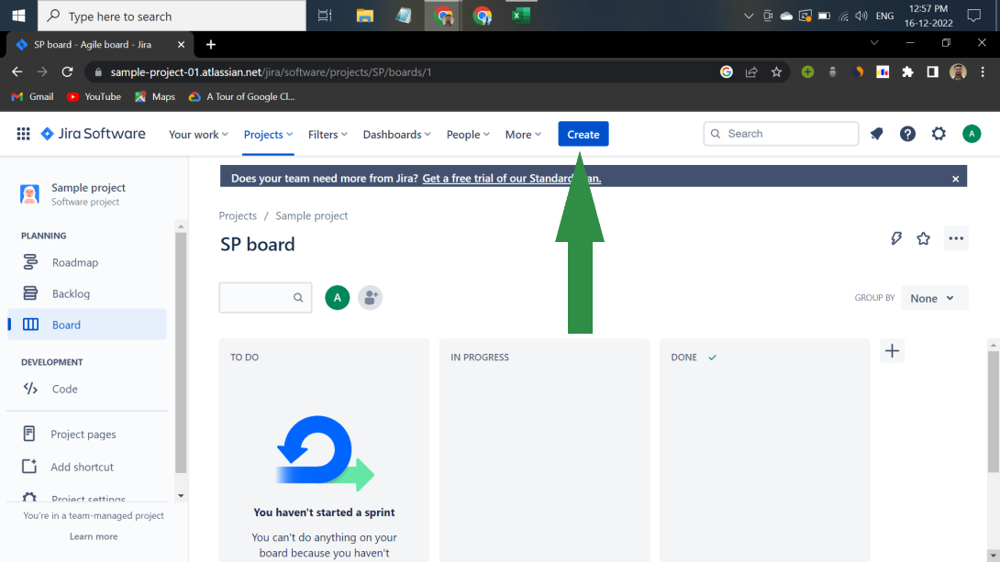 Type here to search
ENG
12:57 PM
16-12-2022
SP board - Agile board - Jira
sample-project-01.atlassian.net/jira/software/projects/SP/boards/1
Gmail
YouTube
Maps
A Tour of Google Cl...
Jira Software
Your work
Projects
Filters
Dashboards
People
More
Create
Search
A
Sample project
Software project
PLANNING
Roadmap
Backlog
Board
DEVELOPMENT
Code
Project pages
Add shortcut
Project settings
You're in a team-managed project
Learn more
Does your team need more from Jira? Get a free trial of our Standard
Projects / Sample project
SP board
A
GROUP BY
None
TO DO
IN PROGRESS
DONE
You haven't started a sprint
You can't do anything on your
board because you haven't